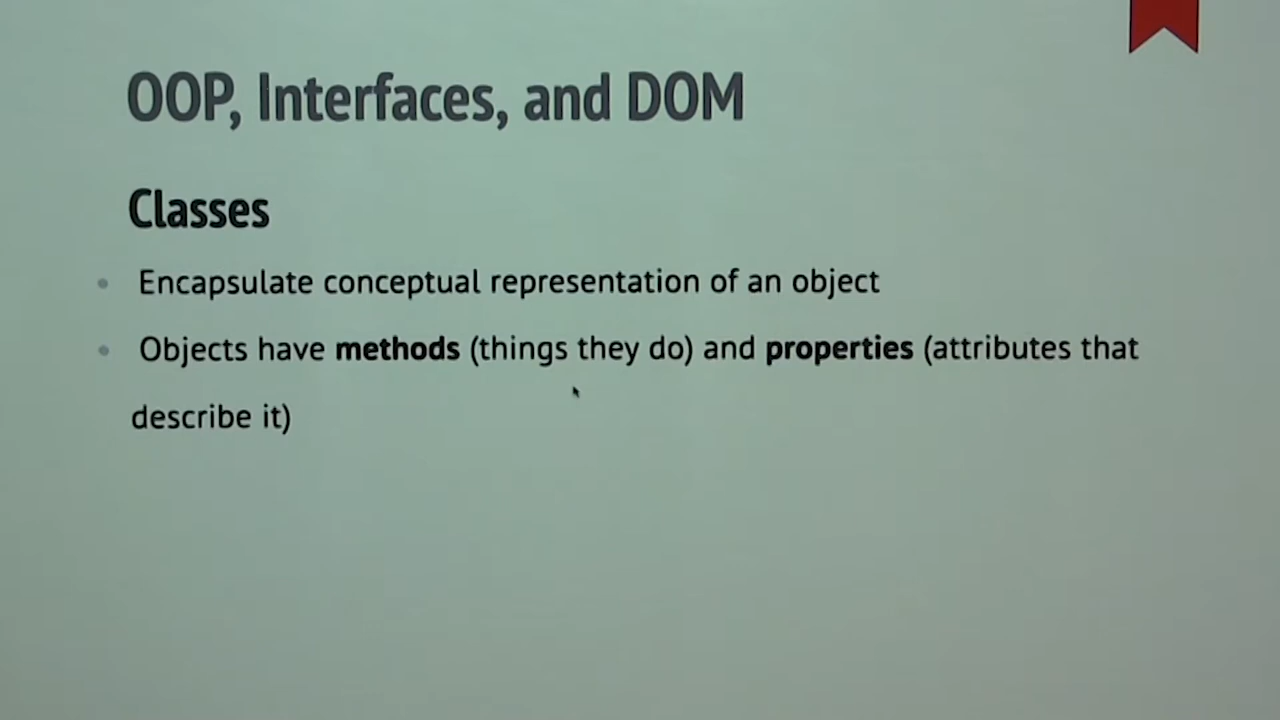 OOP, Interfaces, and DOM
Classes
• Encapsulate conceptual representation of an object
• Objects have methods (things they do) and properties (attributes that
describe it)